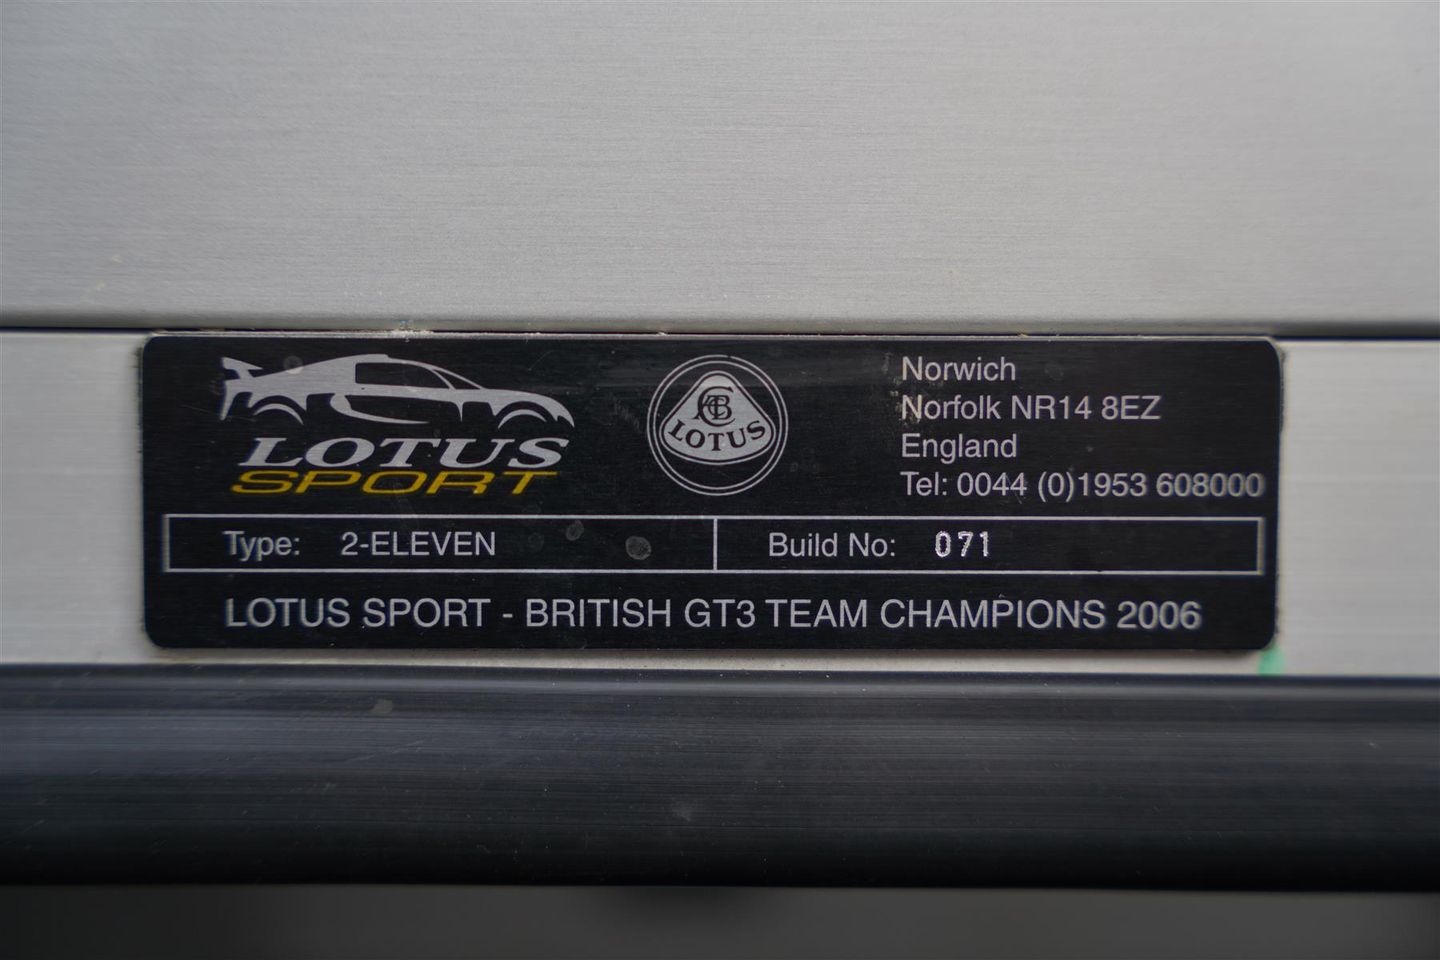 LOTUS
SPORT
ACBC
LOTUS
Norwich
Norfolk NR14 8EZ
England
Tel: 0044 (0)1953 608000
Type: 2-ELEVEN
Build No: 071
LOTUS SPORT - BRITISH GT3 TEAM CHAMPIONS 2006